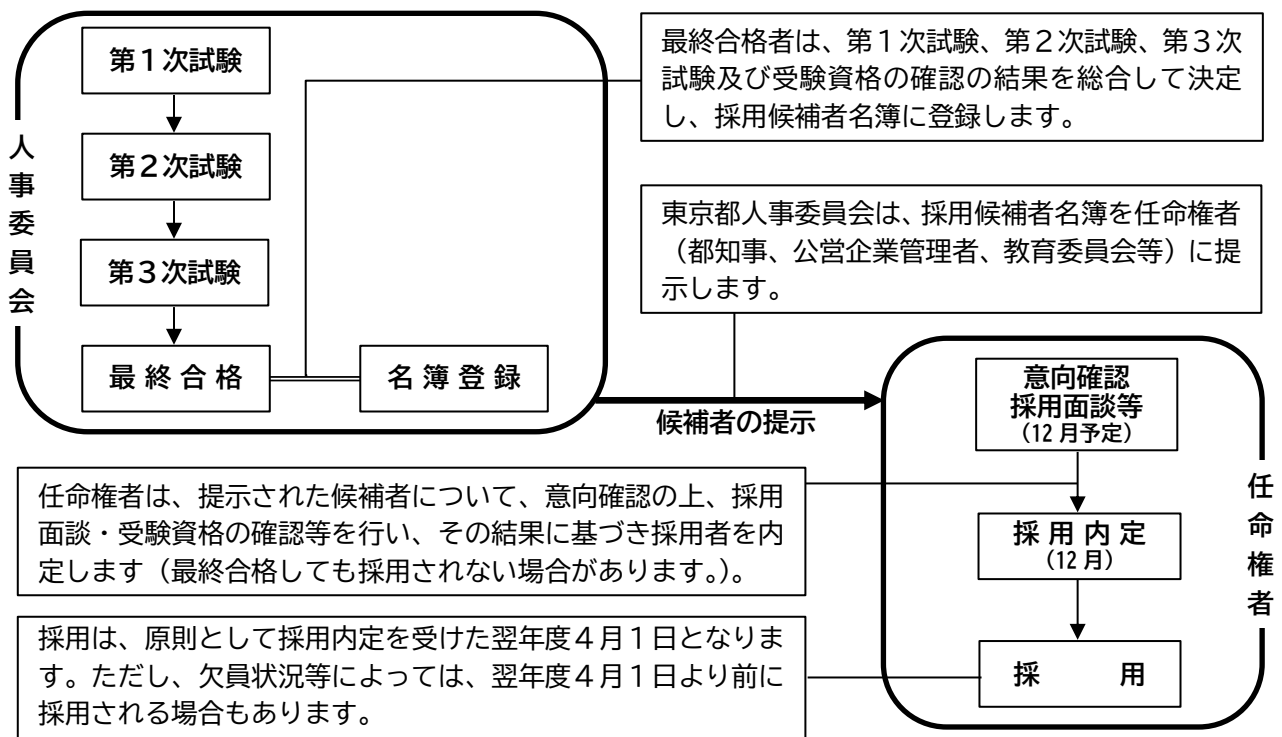 人事委員会
第１次試験
第２次試験
第３次試験
最終合格
名簿登録
最終合格者は、第１次試験、第２次試験、第３次
試験及び受験資格の確認の結果を総合して決定
し、採用候補者名簿に登録します。
東京都人事委員会は、採用候補者名簿を任命権者
（都知事、公営企業管理者、教育委員会等）に提
示します。
候補者の提示
任命権者
意向確認
採用面談等
（12月予定）
任命権者は、提示された候補者について、意向確認の上、採用
面談・受験資格の確認等を行い、その結果に基づき採用者を内
定します（最終合格しても採用されない場合があります。）。
採用内定
（12月）
採用は、原則として採用内定を受けた翌年度４月１日となりま
す。ただし、欠員状況等によっては、翌年度４月１日より前に
採用される場合もあります。
採　用